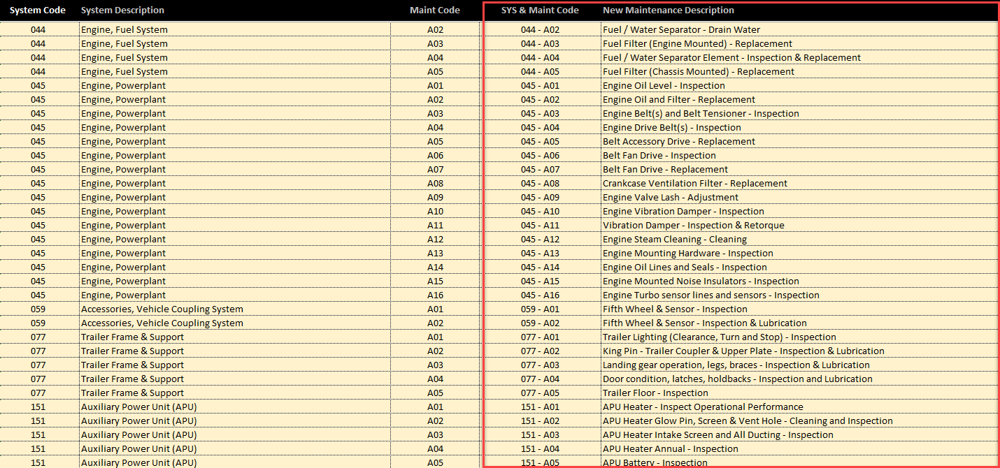 System Code System Description Maint Code SYS & Maint Code New Maintenance Description
044 Engine, Fuel System A02 044 - A02 Fuel / Water Separator - Drain Water
044 Engine, Fuel System A03 044 - A03 Fuel Filter (Engine Mounted) - Replacement
044 Engine, Fuel System A04 044 - A04 Fuel / Water Separator Element - Inspection & Replacement
044 Engine, Fuel System A05 044 - A05 Fuel Filter (Chassis Mounted) - Replacement
045 Engine, Powerplant A01 045 - A01 Engine Oil Level - Inspection
045 Engine, Powerplant A02 045 - A02 Engine Oil and Filter - Replacement
045 Engine, Powerplant A03 045 - A03 Engine Belt(s) and Belt Tensioner - Inspection
045 Engine, Powerplant A04 045 - A04 Engine Drive Belt(s) - Inspection
045 Engine, Powerplant A05 045 - A05 Belt Accessory Drive - Replacement
045 Engine, Powerplant A06 045 - A06 Belt Fan Drive - Inspection
045 Engine, Powerplant A07 045 - A07 Belt Fan Drive - Replacement
045 Engine, Powerplant A08 045 - A08 Crankcase Ventilation Filter - Replacement
045 Engine, Powerplant A09 045 - A09 Engine Valve Lash - Adjustment
045 Engine, Powerplant A10 045 - A10 Engine Vibration Damper - Inspection
045 Engine, Powerplant A11 045 - A11 Vibration Damper - Inspection & Retorque
045 Engine, Powerplant A12 045 - A12 Engine Steam Cleaning - Cleaning
045 Engine, Powerplant A13 045 - A13 Engine Mounting Hardware - Inspection
045 Engine, Powerplant A14 045 - A14 Engine Oil Lines and Seals - Inspection
045 Engine, Powerplant A15 045 - A15 Engine Mounted Noise Insulators - Inspection
045 Engine, Powerplant A16 045 - A16 Engine Turbo sensor lines and sensors - Inspection
059 Accessories, Vehicle Coupling System A01 059 - A01 Fifth Wheel & Sensor - Inspection
059 Accessories, Vehicle Coupling System A02 059 - A02 Fifth Wheel & Sensor - Inspection & Lubrication
077 Trailer Frame & Support A01 077 - A01 Trailer Lighting (Clearance, Turn and Stop) - Inspection
077 Trailer Frame & Support A02 077 - A02 King Pin - Trailer Coupler & Upper Plate - Inspection & Lubrication
077 Trailer Frame & Support A03 077 - A03 Landing gear operation, legs, braces - Inspection & Lubrication
077 Trailer Frame & Support A04 077 - A04 Door condition, latches, holdbacks - Inspection and Lubrication
077 Trailer Frame & Support A05 077 - A05 Trailer Floor - Inspection
151 Auxiliary Power Unit (APU) A01 151 - A01 APU Heater - Inspect Operational Performance
151 Auxiliary Power Unit (APU) A02 151 - A02 APU Heater Glow Pin, Screen & Vent Hole - Cleaning and Inspection
151 Auxiliary Power Unit (APU) A03 151 - A03 APU Heater Intake Screen and All Ducting - Inspection
151 Auxiliary Power Unit (APU) A04 151 - A04 APU Heater Annual - Inspection
151 Auxiliary Power Unit (APU) A05 151 - A05 APU Battery - Inspection